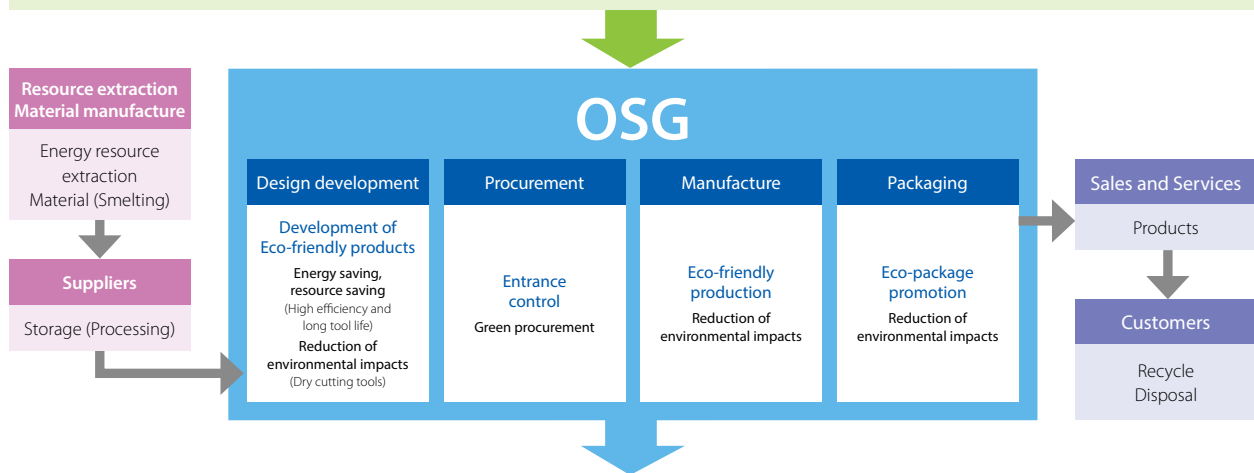 Resource extraction
Material manufacture
Energy resource
extraction
Material (Smelting)
Suppliers
Storage (Processing)
OSG
Design development
Development of
Eco-friendly products
Energy saving,
resource saving
(High efficiency and
long tool life)
Reduction of
environmental impacts
(Dry cutting tools)
Procurement
Entrance
control
Green procurement
Manufacture
Eco-friendly
production
Reduction of
environmental impacts
Packaging
Eco-package
promotion
Reduction of
environmental impacts
Sales and Services
Products
Customers
Recycle
Disposal